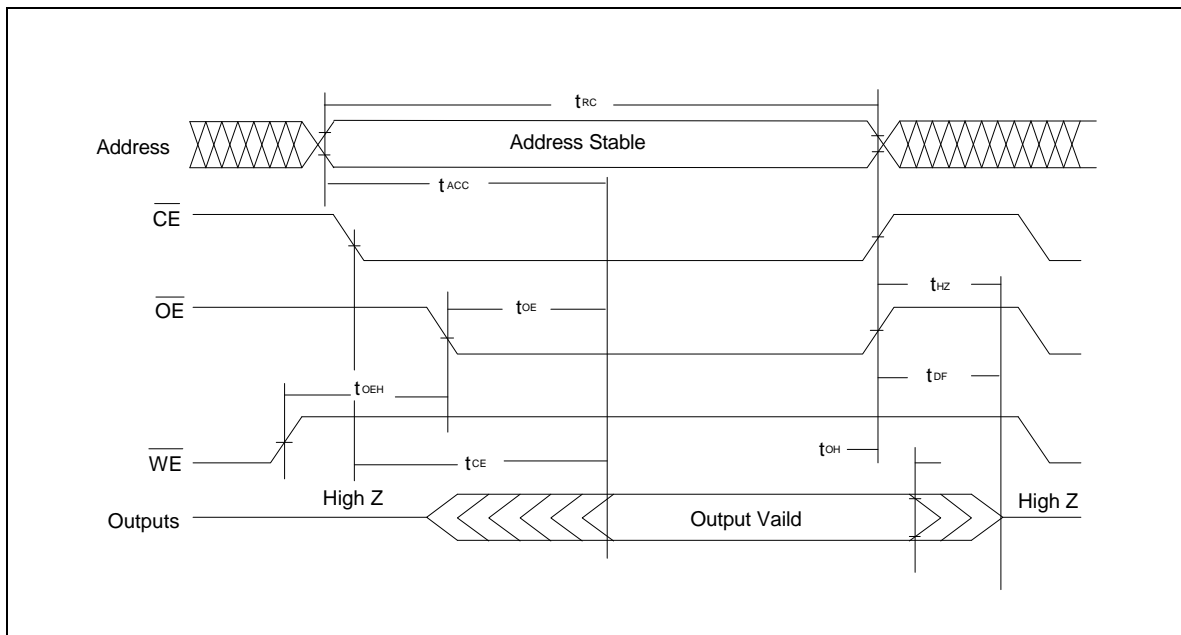 tRC
Address
Address Stable
tACC
CE
tHZ
OE
tOE
tDF
tOEH
WE
tOH
tCE
High Z
High Z
Outputs
Output Vaild